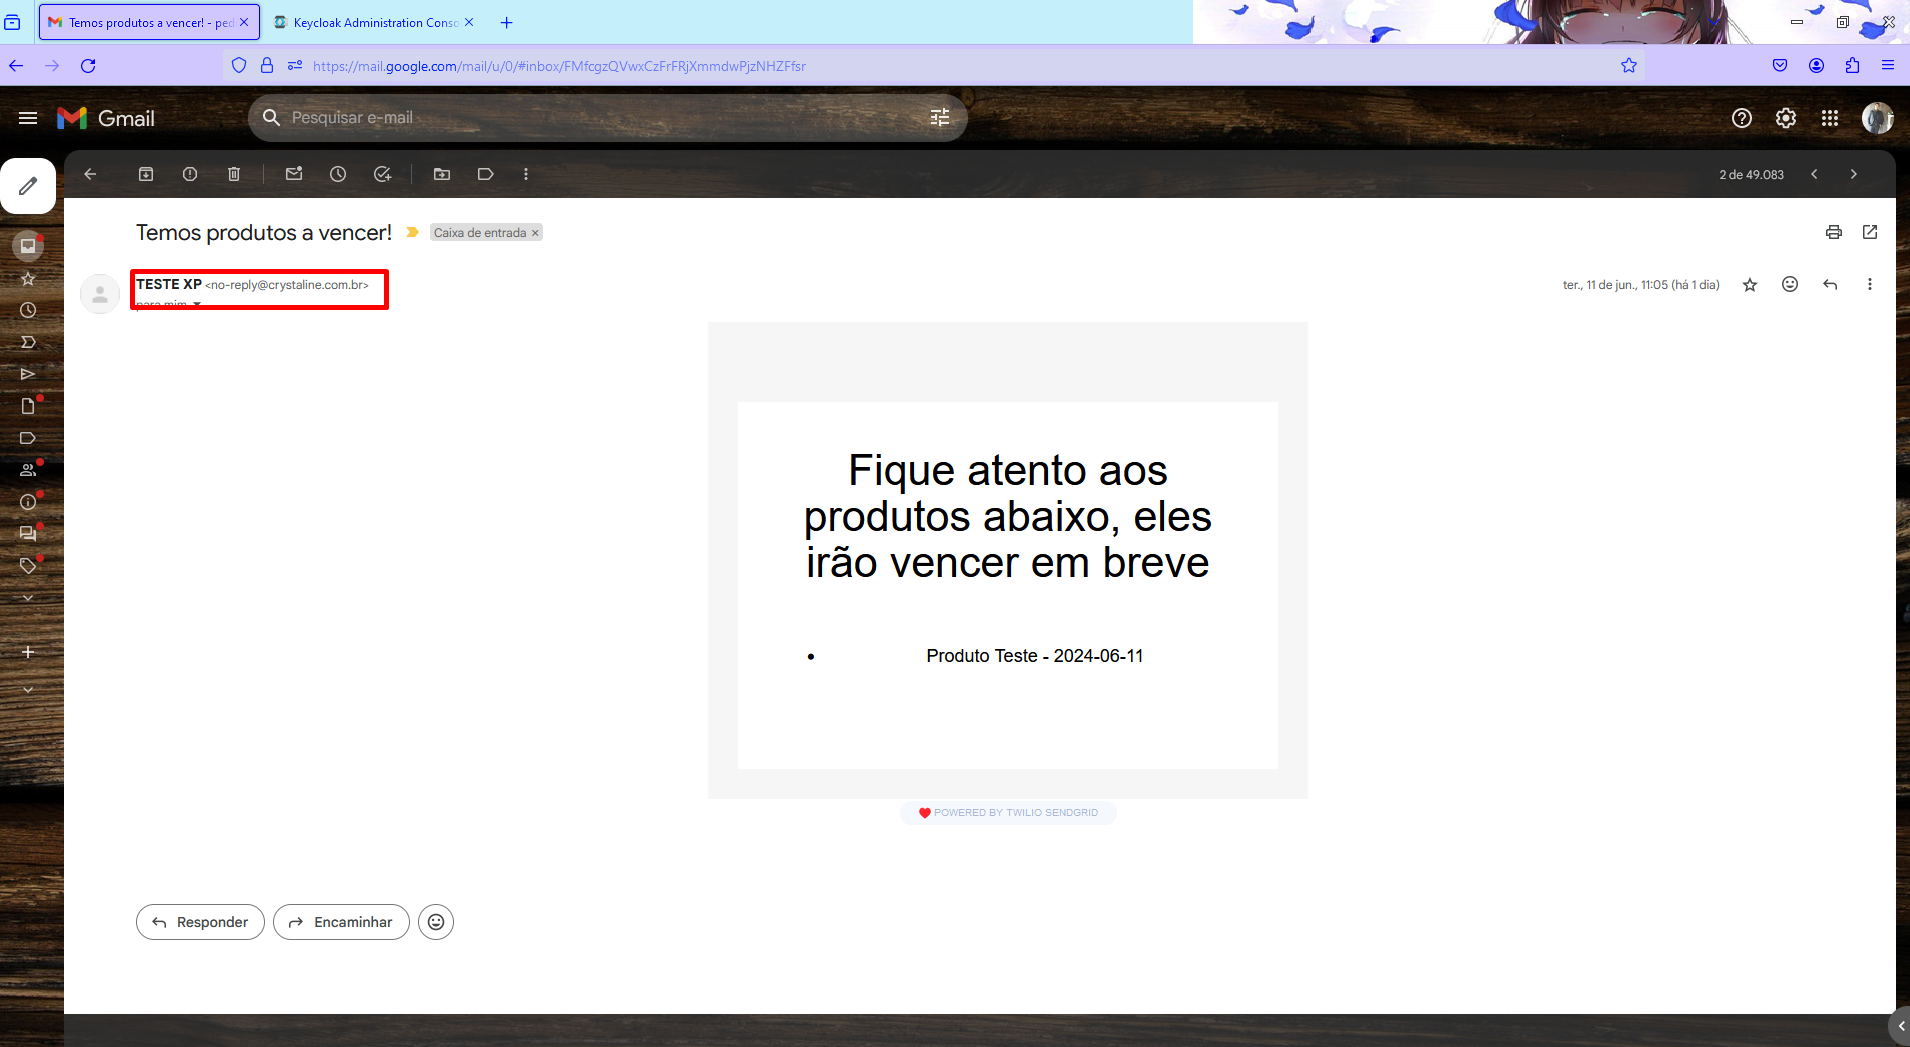 Temos produtos a vencer! - ped
Keycloak Administration Conso
https://mail.google.com/mail/u/0/#inbox/FMfcgzQVwxCzFrFRjXmmdwPjzNHZFfsr
Gmail
Pesquisar e-mail
2 de 49.083
Temos produtos a vencer!
Caixa de entrada
TESTE XP <no-reply@crystaline.com.br>
ter., 11 de jun., 11:05 (há 1 dia)
para mim
Fique atento aos
produtos abaixo, eles
irão vencer em breve
• Produto Teste - 2024-06-11
POWERED BY TWILIO SENDGRID
Responder
Encaminhar